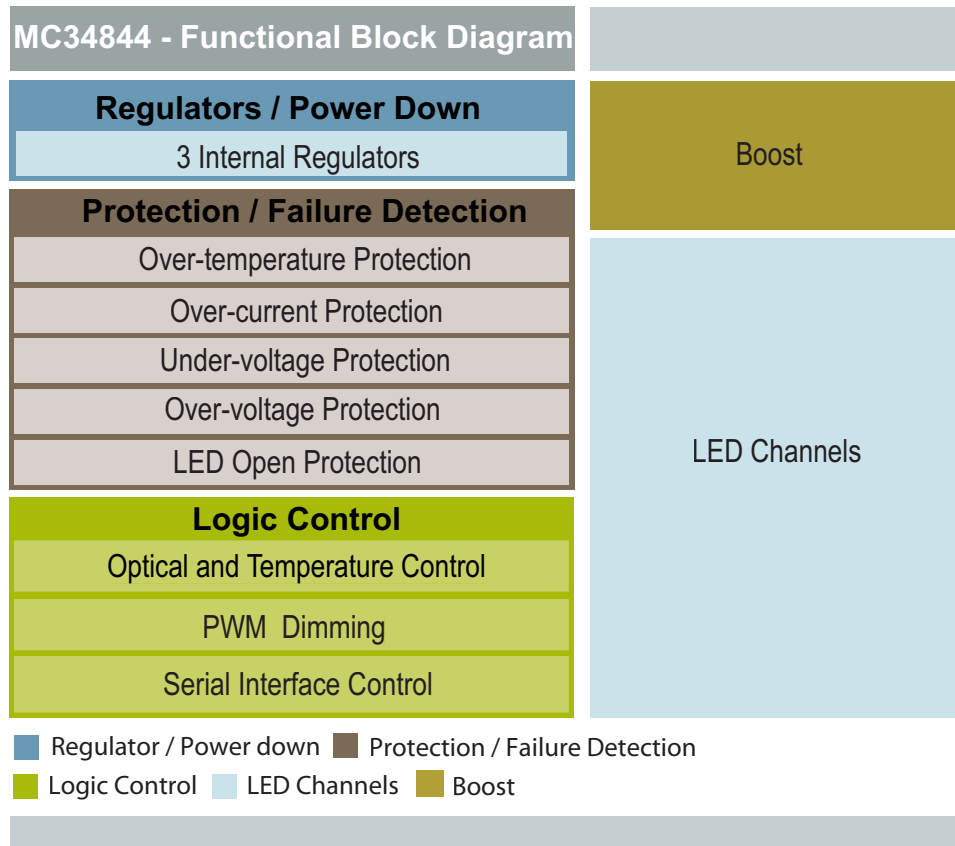 MC34844 - Functional Block Diagram
Regulators / Power Down
3 Internal Regulators
Protection / Failure Detection
Over-temperature Protection
Over-current Protection
Under-voltage Protection
Over-voltage Protection
LED Open Protection
Logic Control
Optical and Temperature Control
PWM Dimming
Serial Interface Control
Boost
LED Channels
Regulator / Power down
Protection / Failure Detection
Logic Control
LED Channels
Boost